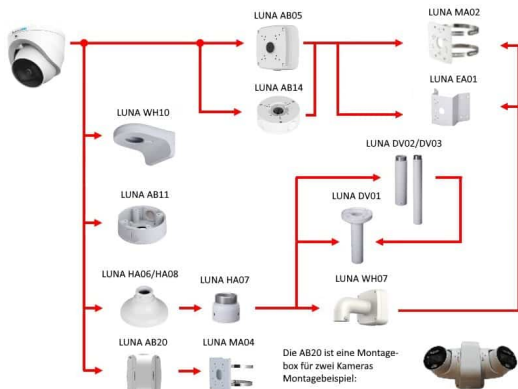 LUNA AB05
LUNA MA02
LUNA AB14
LUNA EA01
LUNA WH10
LUNA DV02/DV03
LUNA AB11
LUNA DV01
LUNA HA06/HA08
LUNA HA07
LUNA WH07
LUNA AB20
LUNA MA04
Die AB20 ist eine Montage-
box für zwei Kameras
Montagebeispiel: